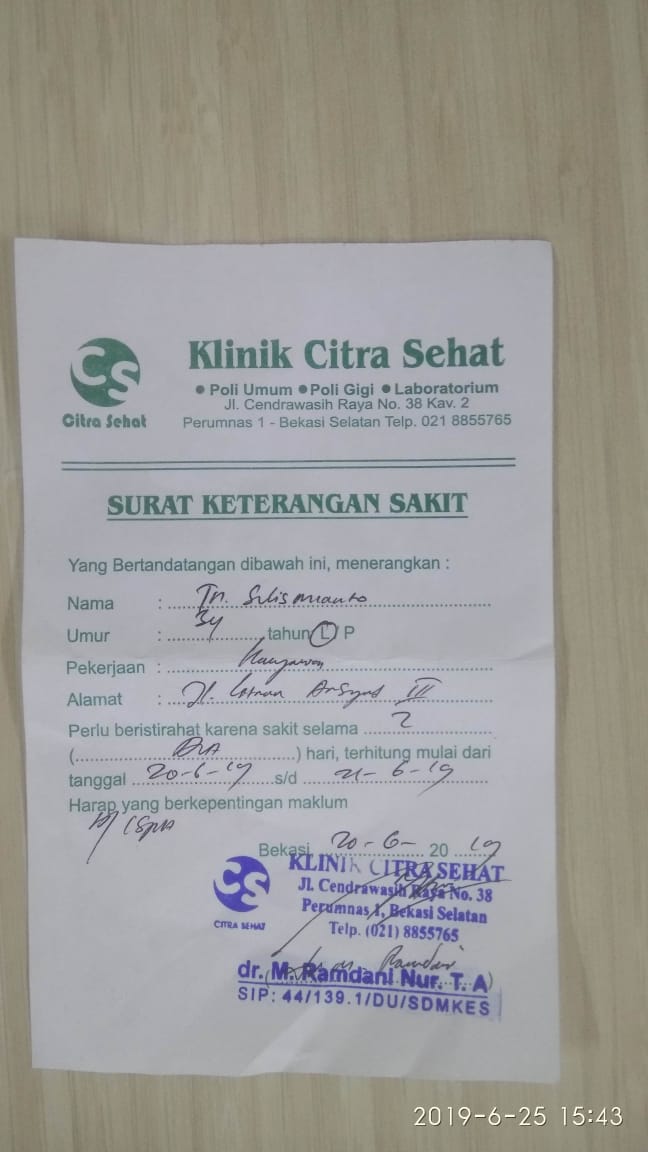 CS
Citra Sehat
Klinik Citra Sehat
● Poli Umum ● Poli Gigi ● Laboratorium
Jl. Cendrawasih Raya No. 38 Kav. 2
Perumnas 1 - Bekasi Selatan Telp. 021 8855765
SURAT KETERANGAN SAKIT
Yang Bertandatangan dibawah ini, menerangkan :
Nama : Tn. Sulismianto
Umur : 34 tahun L P
Pekerjaan : Karyawan
Alamat : Jl. Arsyad III
Perlu beristirahat karena sakit selama 2
(Dua) hari, terhitung mulai dari
tanggal 20-6-19 s/d 21-6-19
Harap yang berkepentingan maklum
ISPA
Bekasi, 20-6- 20 19
CS
CITRA SEHAT
KLINIK CITRA SEHAT
Jl. Cendrawasih Raya No. 38
Perumnas 1, Bekasi Selatan
Telp. (021) 8855765
dr. M. Ramdani Nur. T. A
SIP: 44/139.1/DU/SDMKES
2019-6-25 15:43